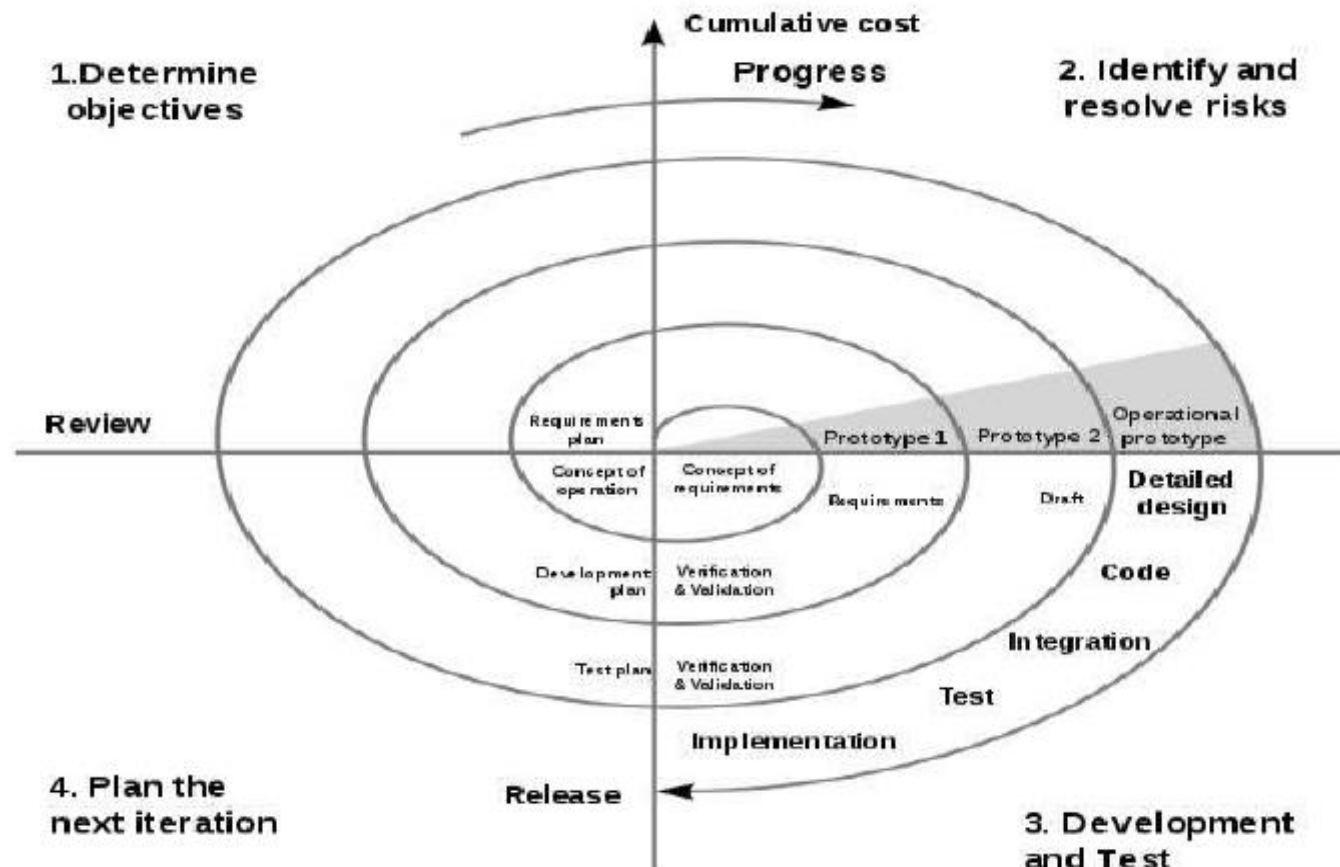 Cumulative cost
Progress
1.Determine
objectives
2. Identify and
resolve risks
Review
Requirements
plan
Concept of
operation
Concept of
requirements
Prototype 1
Prototype 2
Operational
prototype
Requirements
Draft
Detailed
design
Development
plan
Verification
& Validation
Code
Integration
Test plan
Verification
& Validation
Test
Implementation
Release
4. Plan the
next iteration
3. Development
and Test